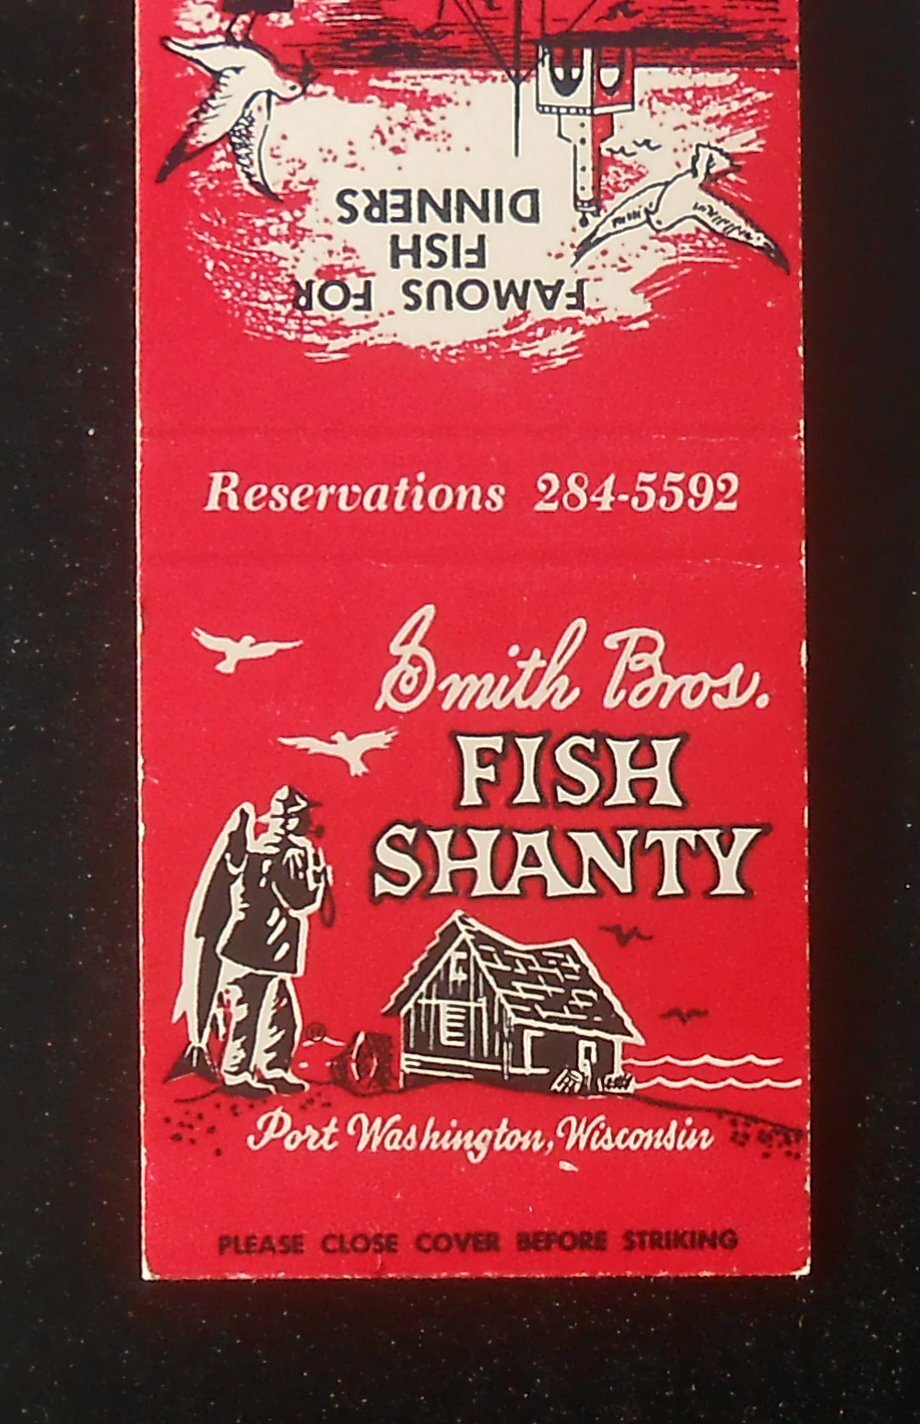 FAMOUS FOR
FISH
DINNERS
Reservations 284-5592
Smith Bros.
FISH
SHANTY
Port Washington, Wisconsin
PLEASE CLOSE COVER BEFORE STRIKING